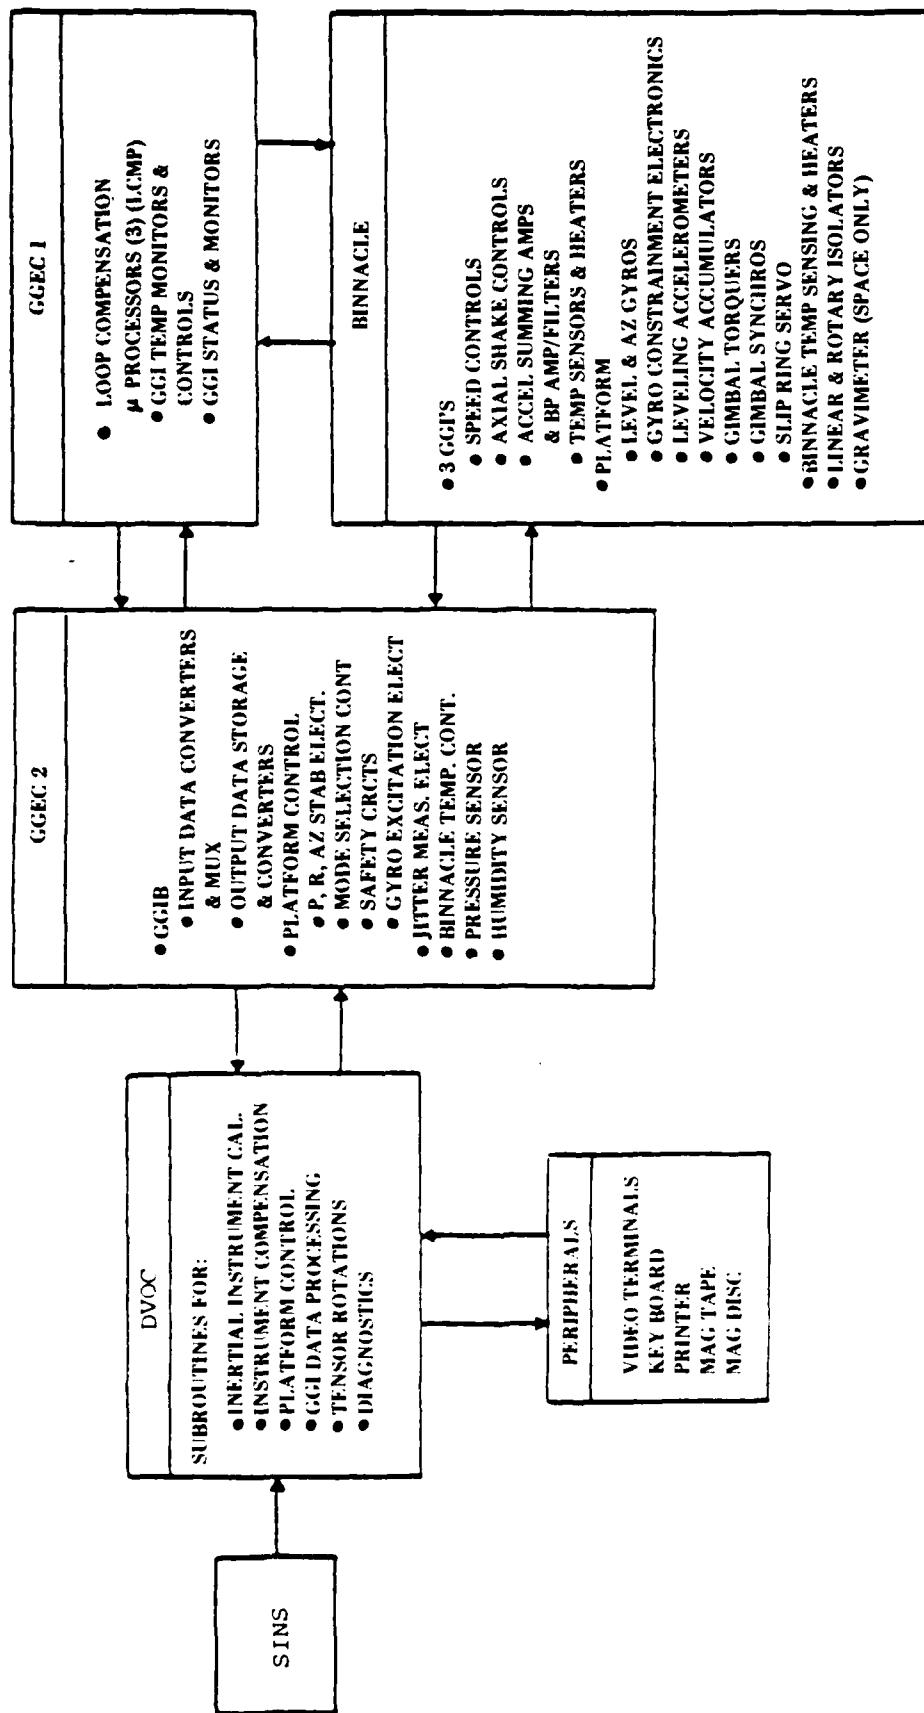 SINS
DVOC
SUBROUTINES FOR:
● INERTIAL INSTRUMENT CAL.
● INSTRUMENT COMPENSATION
● PLATFORM CONTROL
● GGI DATA PROCESSING
● TENSOR ROTATIONS
● DIAGNOSTICS
PERIPHERALS
VIDEO TERMINALS
KEY BOARD
PRINTER
MAG TAPE
MAG DISC
GGEC 2
● GGIB
● INPUT DATA CONVERTERS
& MUX
● OUTPUT DATA STORAGE
& CONVERTERS
● PLATFORM CONTROL
● P, R, AZ STAB ELECT.
● MODE SELECTION CONT
● SAFETY CRCTS
● GYRO EXCITATION ELECT
● JITTER MEAS. ELECT
● BINNACLE TEMP. CONT.
● PRESSURE SENSOR
● HUMIDITY SENSOR
GGEC 1
● LOOP COMPENSATION
μ PROCESSORS (3) (LCMP)
● GGI TEMP MONITORS &
CONTROLS
● GGI STATUS & MONITORS
BINNACLE
● 3 GGI'S
● SPEED CONTROLS
● AXIAL SHAKE CONTROLS
● ACCEL SUMMING AMPS
& BP AMP/FILTERS
● TEMP SENSORS & HEATERS
● PLATFORM
● LEVEL & AZ GYROS
● GYRO CONSTRAINMENT ELECTRONICS
● LEVELING ACCELEROMETERS
● VELOCITY ACCUMULATORS
● GIMBAL TORQUERS
● GIMBAL SYNCHROS
● SLIP RING SERVO
● BINNACLE TEMP SENSING & HEATERS
● LINEAR & ROTARY ISOLATORS
● GRAVIMETER (SPACE ONLY)